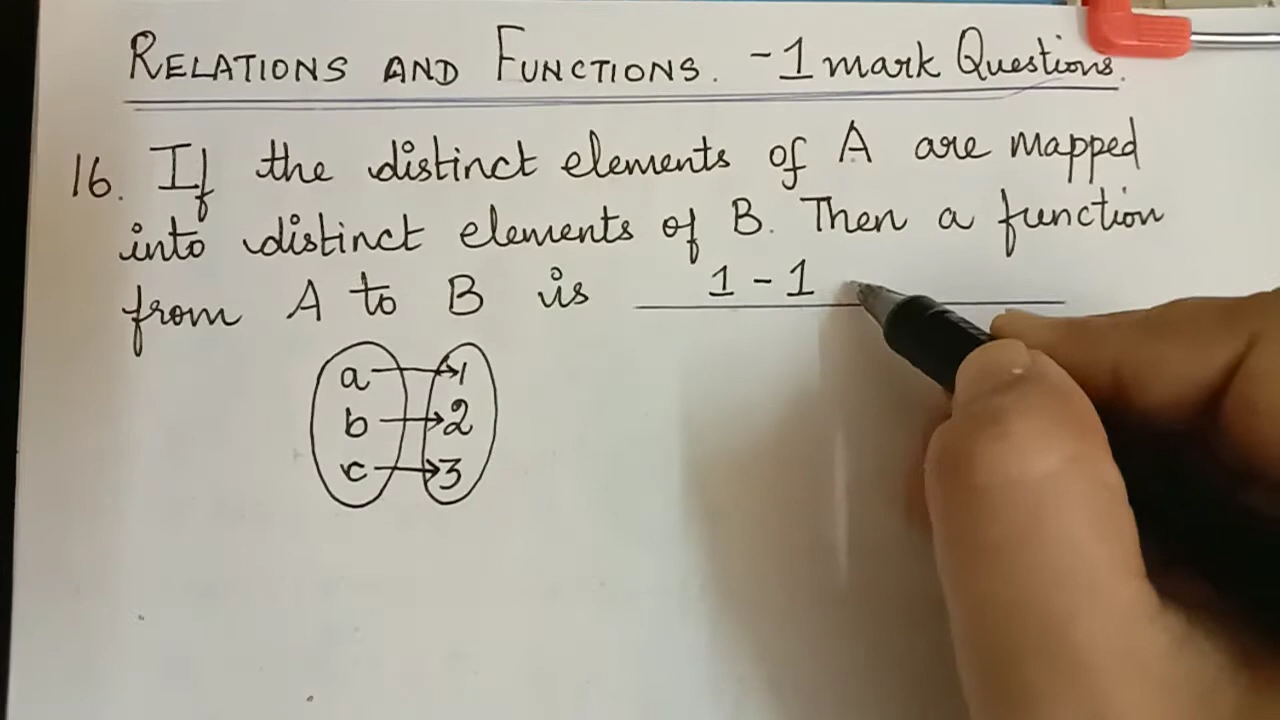 RELATIONS AND FUNCTIONS. - 1 mark Questions.
16. If the distinct elements of A are mapped
into distinct elements of B. Then a function
from A to B is 1 - 1
a 1
b 2
c 3